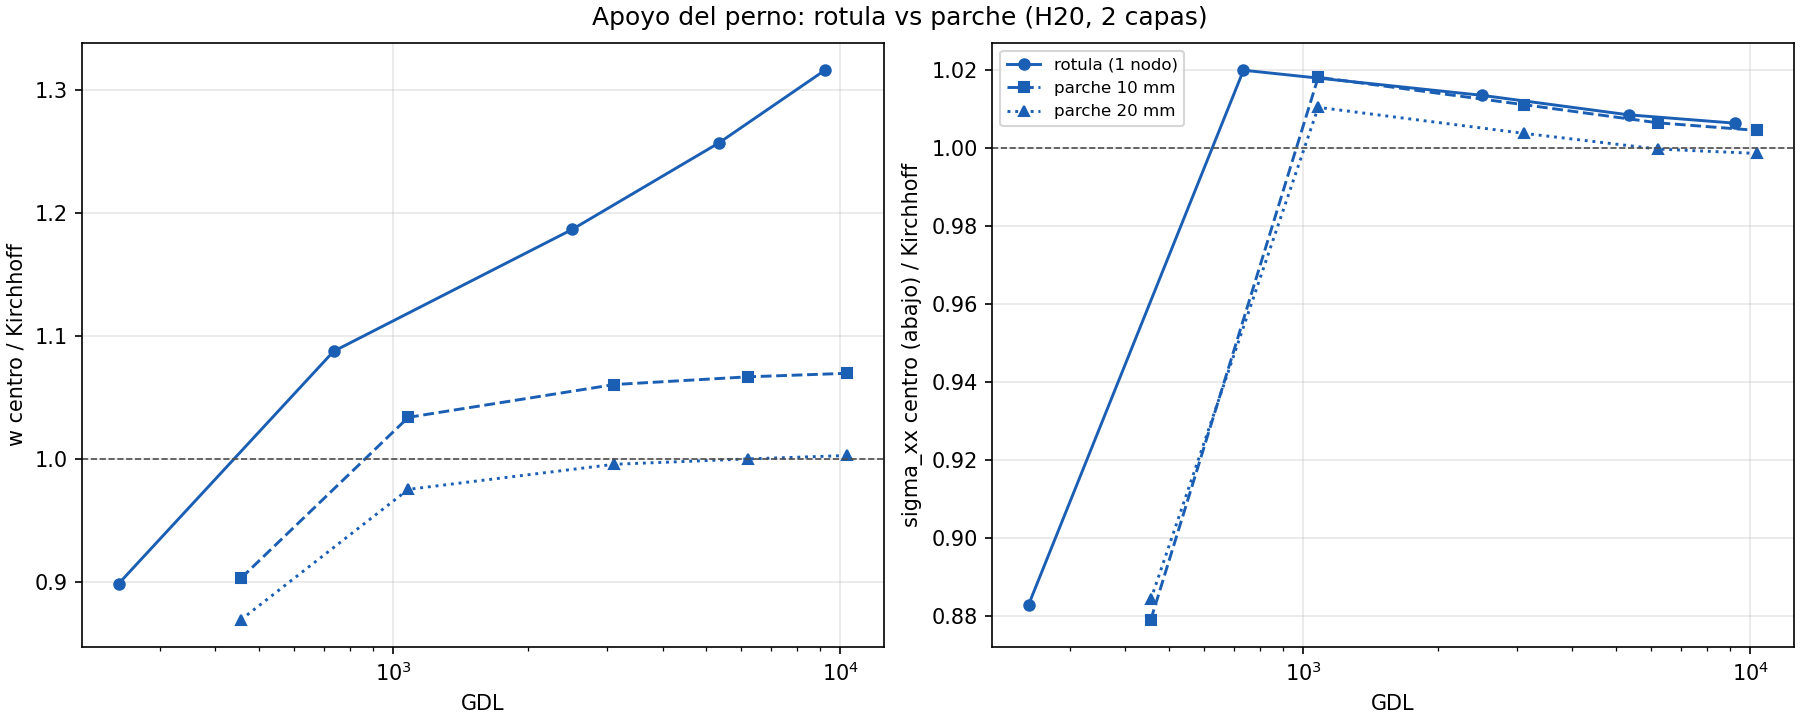 Apoyo del perno: rotula vs parche (H20, 2 capas)
w centro / Kirchhoff
1.3
1.2
1.1
1.0
0.9
10³
10⁴
GDL
sigma_xx centro (abajo) / Kirchhoff
1.02
1.00
0.98
0.96
0.94
0.92
0.90
0.88
rotula (1 nodo)
parche 10 mm
parche 20 mm
10³
10⁴
GDL